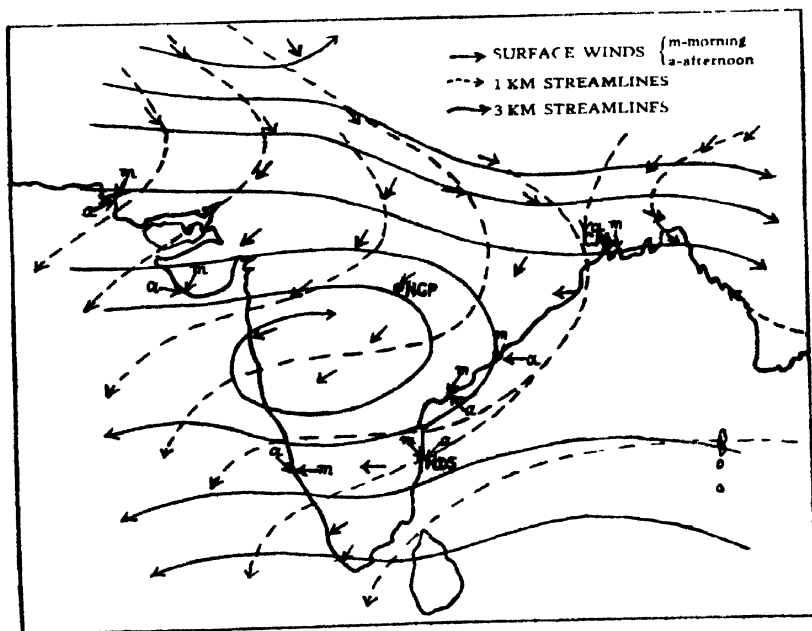 SURFACE WINDS { m-morning
a-afternoon
1 KM STREAMLINES
3 KM STREAMLINES
m
a
m
a
m
NGP
m
a
m
a
m
a
MDS
a
m